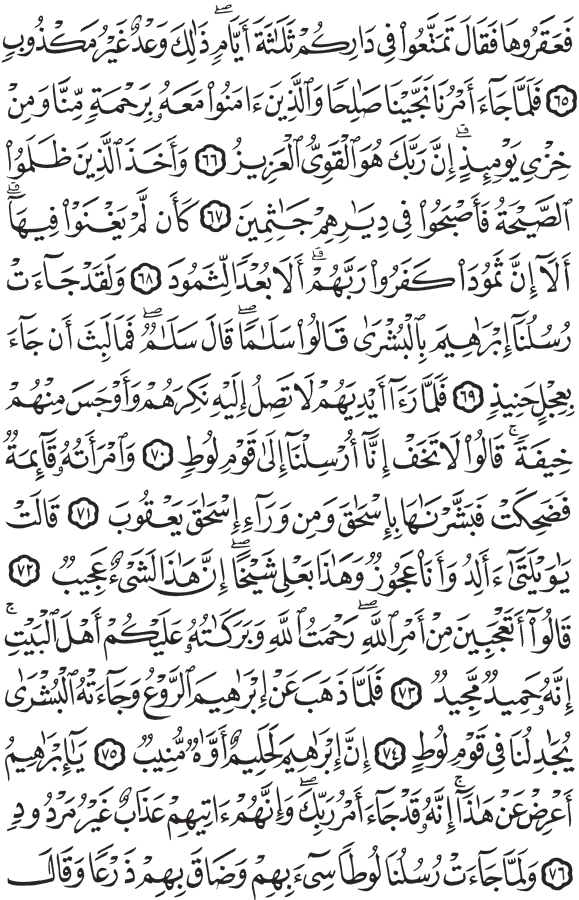 فَعَقَرُوهَا فَقَالَ تَمَتَّعُوا۟ فِى دَارِكُمْ ثَلَٰثَةَ أَيَّامٍ ۖ ذَٰلِكَ وَعْدٌ غَيْرُ مَكْذُوبٍ
٦٥ فَلَمَّا جَآءَ أَمْرُنَا نَجَّيْنَا صَٰلِحًا وَٱلَّذِينَ ءَامَنُوا۟ مَعَهُۥ بِرَحْمَةٍ مِّنَّا وَمِنْ
خِزْىِ يَوْمِئِذٍ ۗ إِنَّ رَبَّكَ هُوَ ٱلْقَوِىُّ ٱلْعَزِيزُ ٦٦ وَأَخَذَ ٱلَّذِينَ ظَلَمُوا۟
ٱلصَّيْحَةُ فَأَصْبَحُوا۟ فِى دِيَٰرِهِمْ جَٰثِمِينَ ٦٧ كَأَن لَّمْ يَغْنَوْا۟ فِيهَآ ۗ
أَلَآ إِنَّ ثَمُودَا۟ كَفَرُوا۟ رَبَّهُمْ ۗ أَلَا بُعْدًا لِّثَمُودَ ٦٨ وَلَقَدْ جَآءَتْ
رُسُلُنَآ إِبْرَٰهِيمَ بِٱلْبُشْرَىٰ قَالُوا۟ سَلَٰمًا ۖ قَالَ سَلَٰمٌ ۖ فَمَا لَبِثَ أَن جَآءَ
بِعِجْلٍ حَنِيذٍ ٦٩ فَلَمَّا رَءَآ أَيْدِيَهُمْ لَا تَصِلُ إِلَيْهِ نَكِرَهُمْ وَأَوْجَسَ مِنْهُمْ
خِيفَةً ۚ قَالُوا۟ لَا تَخَفْ إِنَّآ أُرْسِلْنَآ إِلَىٰ قَوْمِ لُوطٍ ٧٠ وَٱمْرَأَتُهُۥ قَآئِمَةٌ
فَضَحِكَتْ فَبَشَّرْنَٰهَا بِإِسْحَٰقَ وَمِن وَرَآءِ إِسْحَٰقَ يَعْقُوبَ ٧١ قَالَتْ
يَٰوَيْلَتَىٰٓ ءَأَلِدُ وَأَنَا۠ عَجُوزٌ وَهَٰذَا بَعْلِى شَيْخًا ۖ إِنَّ هَٰذَا لَشَىْءٌ عَجِيبٌ ٧٢
قَالُوٓا۟ أَتَعْجَبِينَ مِنْ أَمْرِ ٱللَّهِ ۖ رَحْمَتُ ٱللَّهِ وَبَرَكَٰتُهُۥ عَلَيْكُمْ أَهْلَ ٱلْبَيْتِ ۚ
إِنَّهُۥ حَمِيدٌ مَّجِيدٌ ٧٣ فَلَمَّا ذَهَبَ عَنْ إِبْرَٰهِيمَ ٱلرَّوْعُ وَجَآءَتْهُ ٱلْبُشْرَىٰ
يُجَٰدِلُنَا فِى قَوْمِ لُوطٍ ٧٤ إِنَّ إِبْرَٰهِيمَ لَحَلِيمٌ أَوَّٰهٌ مُّنِيبٌ ٧٥ يَٰٓإِبْرَٰهِيمُ
أَعْرِضْ عَنْ هَٰذَآ ۖ إِنَّهُۥ قَدْ جَآءَ أَمْرُ رَبِّكَ ۖ وَإِنَّهُمْ ءَاتِيهِمْ عَذَابٌ غَيْرُ مَرْدُودٍ
٧٦ وَلَمَّا جَآءَتْ رُسُلُنَا لُوطًا سِىٓءَ بِهِمْ وَضَاقَ بِهِمْ ذَرْعًا وَقَالَ